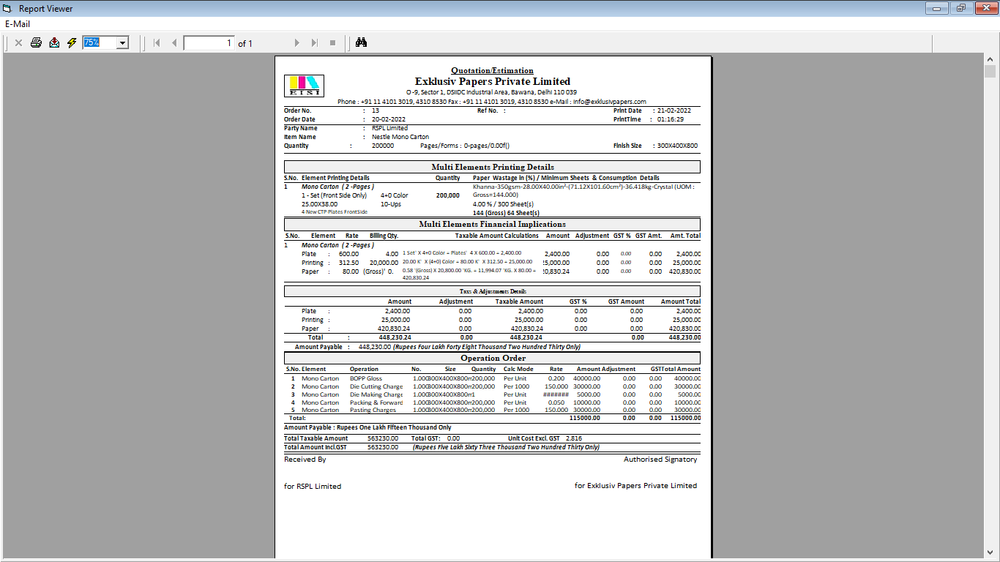 Report Viewer
E-Mail
75%
1 of 1
Quotation/Estimation
EISI
Exklusiv Papers Private Limited
O -9, Sector 1, DSIIDC Industrial Area, Bawana, Delhi 110 039
Phone : +91 11 4101 3019, 4310 8530 Fax : +91 11 4101 3019, 4310 8530 e-Mail : info@exklusivpapers.com
Order No. : 13 Ref No. : Print Date : 21-02-2022
Order Date : 20-02-2022 PrintTime : 01:16:29
Party Name : RSPL Limited
Item Name : Nestle Mono Carton
Quantity : 200000 Pages/Forms : 0-pages/0.00f() Finish Size : 300X400X800
Multi Elements Printing Details
S.No. Element Printing Details Quantity Paper Wastage in (%) / Minimum Sheets & Consumption Details
1 Mono Carton ( 2 -Pages ) Khanna-350gsm-28.00X40.00in²-(71.12X101.60cm²)-36.418kg-Crystal (UOM :
1 - Set (Front Side Only) 4+0 Color 200,000 Gross=144.000)
25.00X38.00 10-Ups 4.00 % / 300 Sheet(s)
4 New CTP Plates FrontSide 144 (Gross) 64 Sheet(s)
Multi Elements Financial Implications
S.No. Element Rate Billing Qty. Taxable Amount Calculations Amount Adjustment GST % GST Amt. Amt. Total
1 Mono Carton ( 2 -Pages )
Plate : 600.00 4.00 1 Set' X 4+0 Color = Plates' 4 X 600.00 = 2,400.00 2,400.00 0.00 0.00 0.00 2,400.00
Printing : 312.50 20,000.00 20.00 K' X (4+0) Color = 80.00 K' X 312.50 = 25,000.00 25,000.00 0.00 0.00 0.00 25,000.00
Paper : 80.00 (Gross)' 0. 0.58 '(Gross) X 20,800.00 'KG. = 11,994.07 'KG. X 80.00 = 20,830.24 0.00 0.00 0.00 420,830.00
420,830.24
Taxs & Adjustments Details
Amount Adjustment Taxable Amount GST % GST Amount Amount Total
Plate : 2,400.00 0.00 2,400.00 0.00 0.00 2,400.00
Printing : 25,000.00 0.00 25,000.00 0.00 0.00 25,000.00
Paper : 420,830.24 0.00 420,830.24 0.00 0.00 420,830.00
Total : 448,230.24 0.00 448,230.24 0.00 448,230.00
Amount Payable : 448,230.00 (Rupees Four Lakh Forty Eight Thousand Two Hundred Thirty Only)
Operation Order
S.No. Element Operation No. Size Quantity Calc Mode Rate Amount Adjustment GST Total Amount
1 Mono Carton BOPP Gloss 1.000 300X400X800m 200,000 Per Unit 0.200 40000.00 0.00 0.00 40000.00
2 Mono Carton Die Cutting Charge 1.000 300X400X800m 200,000 Per 1000 150.000 30000.00 0.00 0.00 30000.00
3 Mono Carton Die Making Charge 1.000 300X400X800m 1 Per Unit ####### 5000.00 0.00 0.00 5000.00
4 Mono Carton Packing & Forward 1.000 300X400X800m 200,000 Per Unit 0.050 10000.00 0.00 0.00 10000.00
5 Mono Carton Pasting Charges 1.000 300X400X800m 200,000 Per 1000 150.000 30000.00 0.00 0.00 30000.00
Total: 115000.00 0.00 0.00 115000.00
Amount Payable : Rupees One Lakh Fifteen Thousand Only
Total Taxable Amount 563230.00 Total GST: 0.00 Unit Cost Excl. GST 2.816
Total Amount Incl.GST 563230.00 (Rupees Five Lakh Sixty Three Thousand Two Hundred Thirty Only)
Received By Authorised Signatory
for RSPL Limited for Exklusiv Papers Private Limited